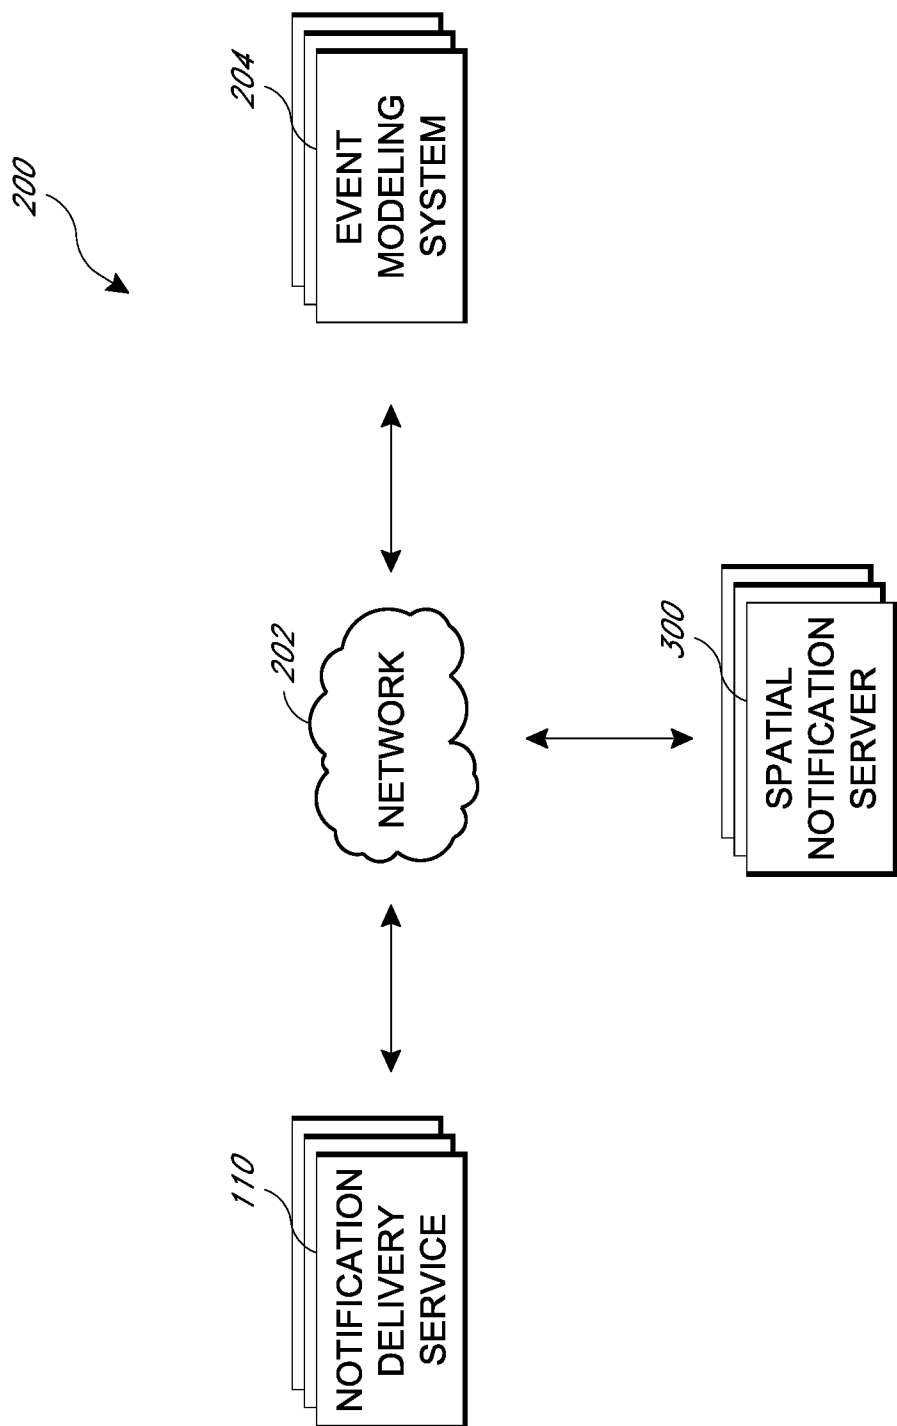 200
110
NOTIFICATION
DELIVERY
SERVICE
202
NETWORK
204
EVENT
MODELING
SYSTEM
300
SPATIAL
NOTIFICATION
SERVER